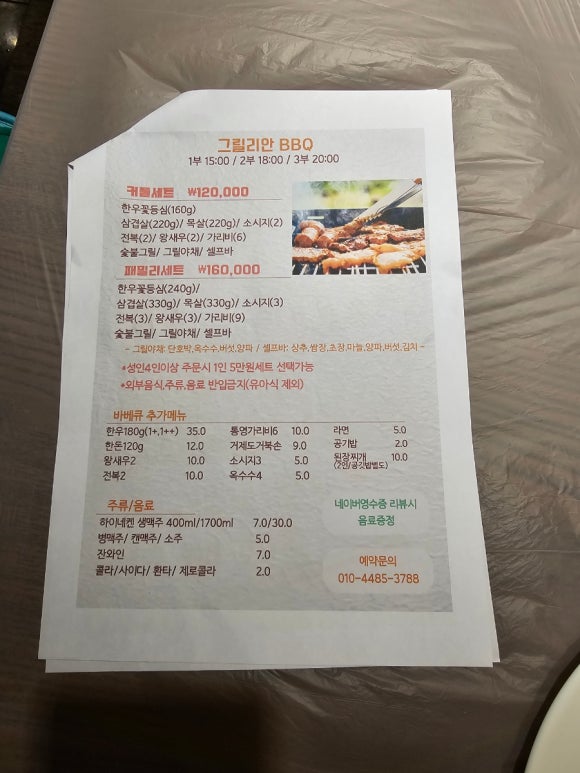 그릴리안 BBQ
1부 15:00 / 2부 18:00 / 3부 20:00
커플세트 ₩120,000
한우꽃등심(160g)
삼겹살(220g)/ 목살(220g)/ 소시지(2)
전복(2)/ 왕새우(2)/ 가리비(6)
숯불그릴/ 그릴야채/ 셀프바
패밀리세트 ₩160,000
한우꽃등심(240g)/
삼겹살(330g)/ 목살(330g)/ 소시지(3)
전복(3)/ 왕새우(3)/ 가리비(9)
숯불그릴/ 그릴야채/ 셀프바
- 그릴야채: 단호박,옥수수,버섯,양파 / 셀프바: 상추,쌈장,초장,마늘,양파,버섯,김치 -
*성인4인이상 주문시 1인 5만원세트 선택가능
*외부음식,주류,음료 반입금지(유아식 제외)
바베큐 추가메뉴
한우180g(1+,1++) 35.0
한돈120g 12.0
왕새우2 10.0
전복2 10.0
통영가리비6 10.0
거제도거북손 9.0
소시지3 5.0
옥수수4 5.0
라면 5.0
공기밥 2.0
된장찌개 10.0
(2인/공깃밥별도)
주류/음료
하이네켄 생맥주 400ml/1700ml 7.0/30.0
병맥주/ 캔맥주/ 소주 5.0
잔와인 7.0
콜라/사이다/ 환타/ 제로콜라 2.0
네이버영수증 리뷰시
음료증정
예약문의
010-4485-3788